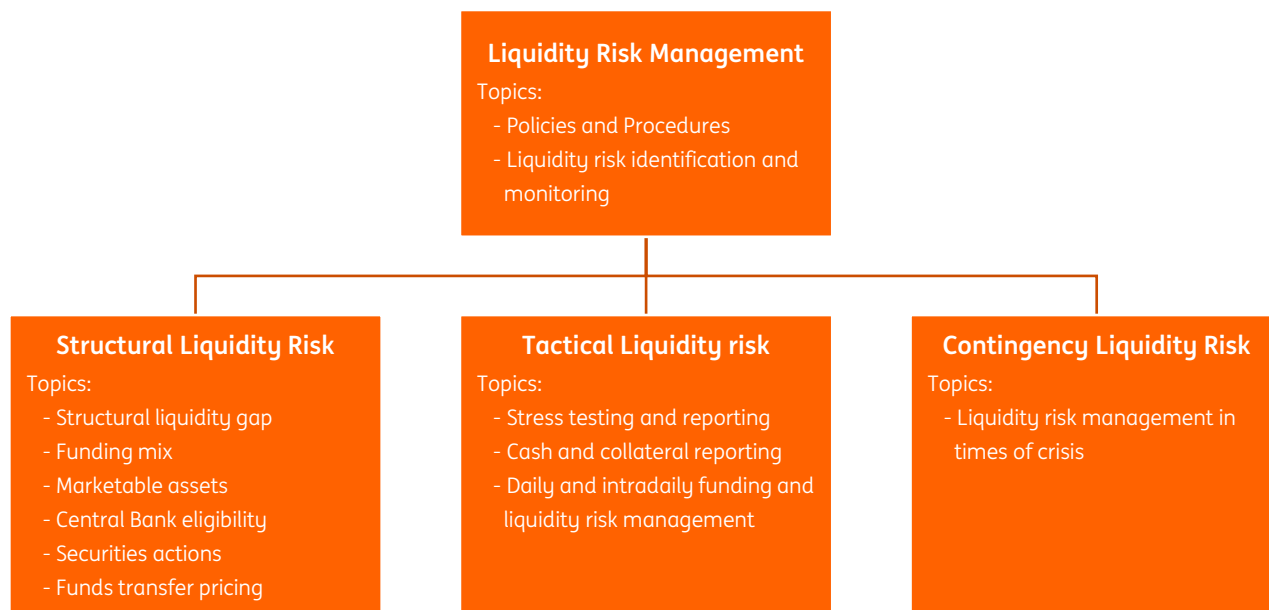 Liquidity Risk Management
Topics:
- Policies and Procedures
- Liquidity risk identification and
monitoring
Structural Liquidity Risk
Topics:
- Structural liquidity gap
- Funding mix
- Marketable assets
- Central Bank eligibility
- Securities actions
- Funds transfer pricing
Tactical Liquidity risk
Topics:
- Stress testing and reporting
- Cash and collateral reporting
- Daily and intradaily funding and
liquidity risk management
Contingency Liquidity Risk
Topics:
- Liquidity risk management in
times of crisis